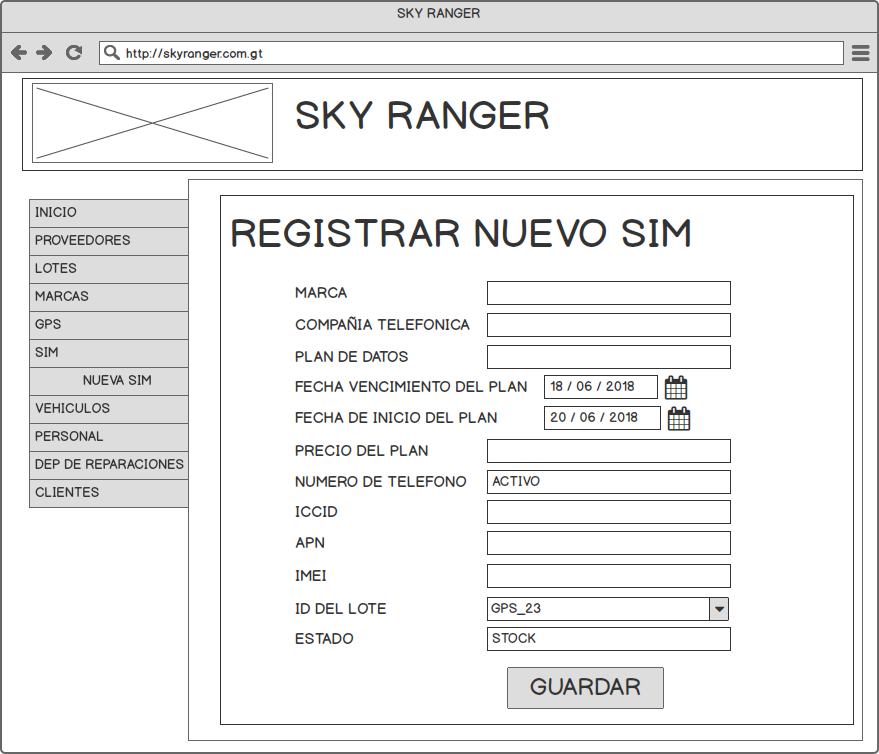 SKY RANGER
http://skyranger.com.gt
SKY RANGER
INICIO
PROVEEDORES
LOTES
MARCAS
GPS
SIM
NUEVA SIM
VEHICULOS
PERSONAL
DEP DE REPARACIONES
CLIENTES
REGISTRAR NUEVO SIM
MARCA
COMPAÑIA TELEFONICA
PLAN DE DATOS
FECHA VENCIMIENTO DEL PLAN 18 / 06 / 2018
FECHA DE INICIO DEL PLAN 20 / 06 / 2018
PRECIO DEL PLAN
NUMERO DE TELEFONO ACTIVO
ICCID
APN
IMEI
ID DEL LOTE GPS_23
ESTADO STOCK
GUARDAR